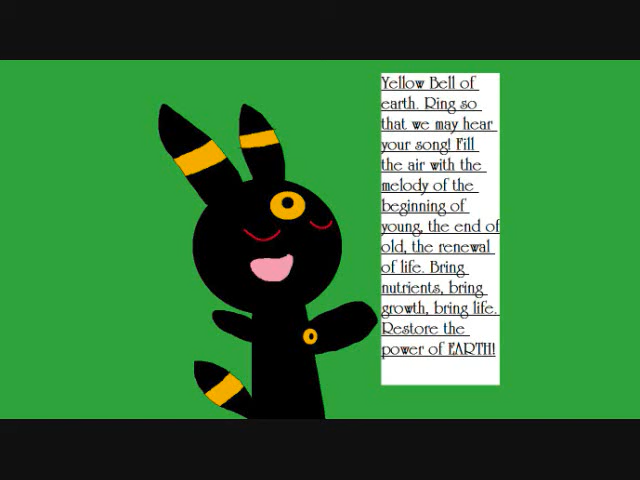 Yellow Bell of
earth. Ring so
that we may hear
your song! Fill
the air with the
melody of the
beginning of
young, the end of
old, the renewal
of life. Bring
nutrients, bring
growth, bring life.
Restore the
power of EARTH!